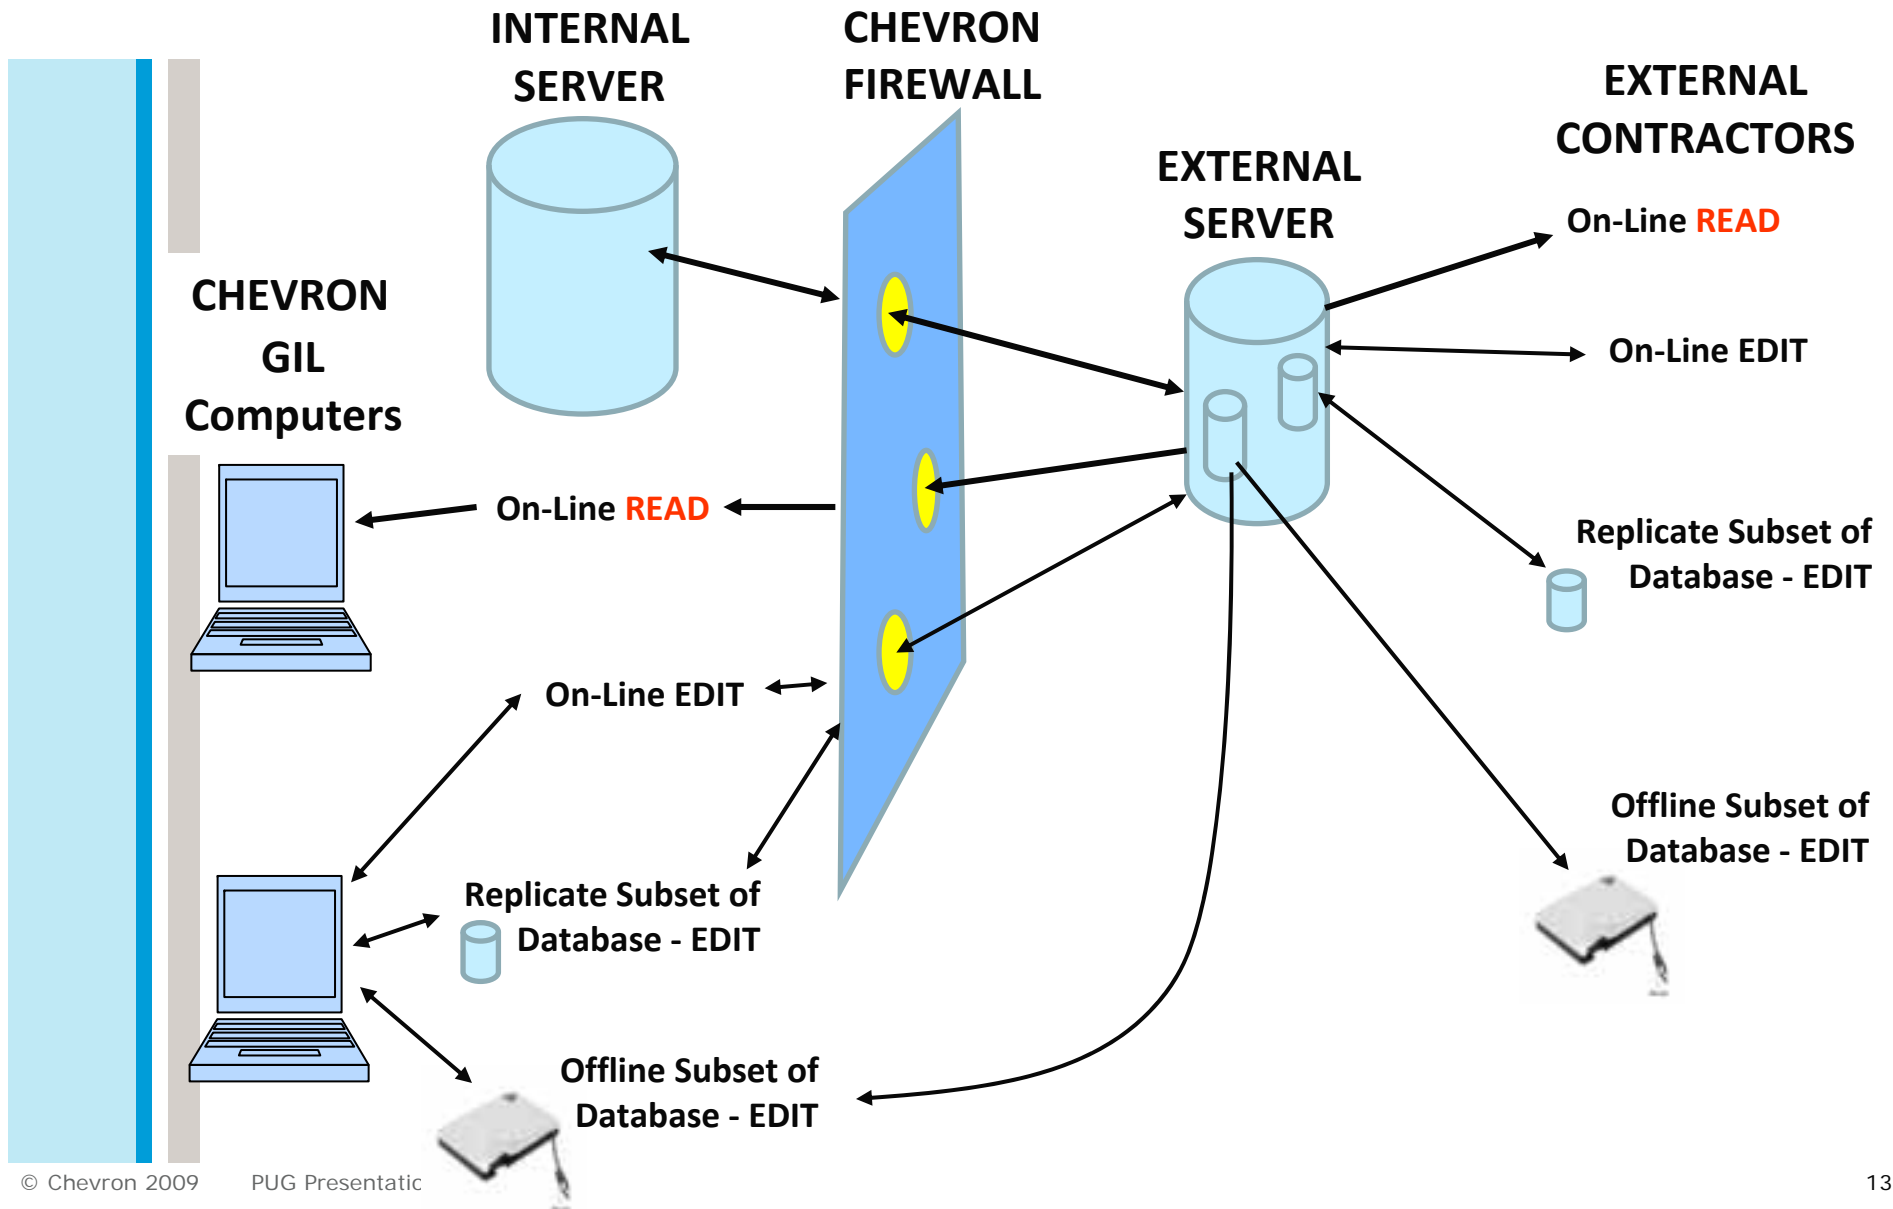 INTERNAL
SERVER
CHEVRON
FIREWALL
EXTERNAL
CONTRACTORS
EXTERNAL
SERVER
On-Line READ
CHEVRON
GIL
Computers
On-Line EDIT
On-Line READ
Replicate Subset of
Database - EDIT
On-Line EDIT
Offline Subset of
Database - EDIT
Replicate Subset of
Database - EDIT
Offline Subset of
Database - EDIT
© Chevron 2009 PUG Presentatic
13